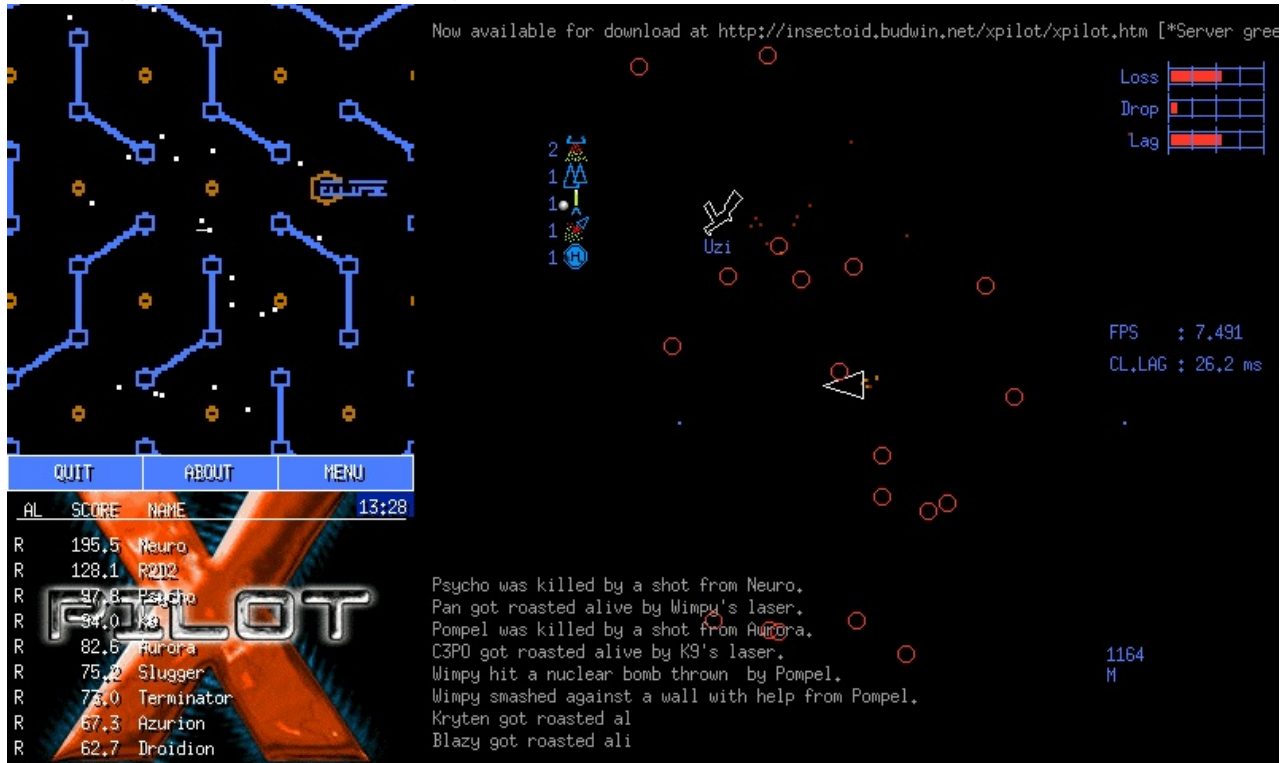 Now available for download at http://insectoid.budwin.net/xpilot/xpilot.htm [*Server gree
Loss
Drop
Lag
2
1
1
1
1 H
Uzi
FPS : 7.491
CL.LAG : 26.2 ms
QUIT ABOUT MENU
AL SCORE NAME 13:28
R 195.5 Neuro
R 128.1 R2D2
R 97.8 Psycho
R 94.0 K9
R 82.6 Aurora
R 75.2 Slugger
R 73.0 Terminator
R 67.3 Azurion
R 62.7 Droidion
X PILOT
Psycho was killed by a shot from Neuro.
Pan got roasted alive by Wimpy's laser.
Pompel was killed by a shot from Aurora.
C3PO got roasted alive by K9's laser.
Wimpy hit a nuclear bomb thrown  by Pompel.
Wimpy smashed against a wall with help from Pompel.
Kryten got roasted al
Blazy got roasted ali
1164
M